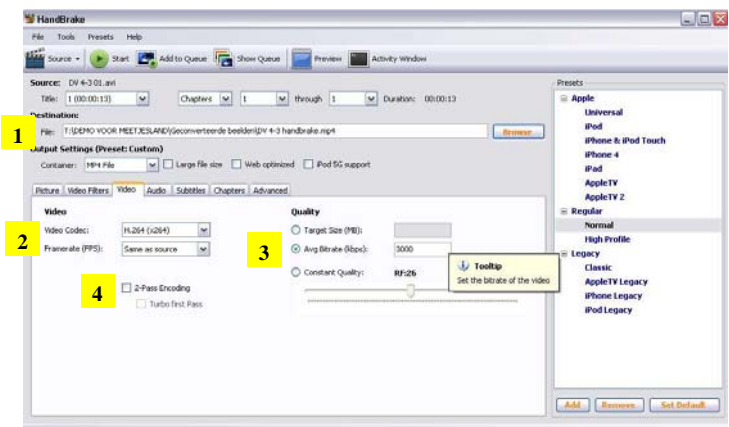 HandBrake
File Tools Presets Help
Source Start Add to Queue Show Queue Preview Activity Window
Source: DV 4-3 01.avi
Title: 1 (00:00:13) Chapters 1 through 1 Duration: 00:00:13
Destination:
1 File: T:\DEMO VOOR MEETJESLAND\Geconverteerde beelden\DV 4-3 handbrake.mp4 Browse
Output Settings (Preset: Custom)
Container: MP4 File Large file size Web optimized iPod 5G support
Picture Video Filters Video Audio Subtitles Chapters Advanced
Video Quality
Video Codec: H.264 (x264) Target Size (MB):
2 Framerate (FPS): Same as source 3 Avg Bitrate (kbps): 3000
Constant Quality: RF:26
4 2-Pass Encoding
Turbo first Pass
Tooltip
Set the bitrate of the video
Presets
Apple
Universal
iPod
iPhone & iPod Touch
iPhone 4
iPad
AppleTV
AppleTV 2
Regular
Normal
High Profile
Legacy
Classic
AppleTV Legacy
iPhone Legacy
iPod Legacy
Add Remove Set Default